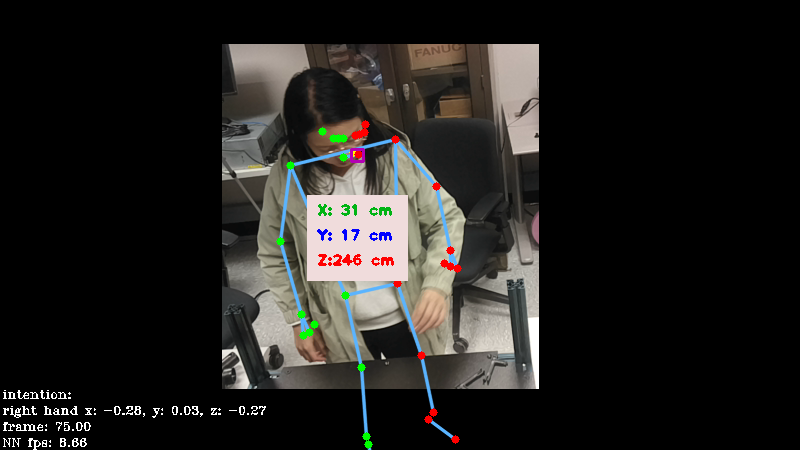 FANUC
X: 31 cm
Y: 17 cm
Z:246 cm
intention:
right hand x: -0.28, y: 0.03, z: -0.27
frame: 75.00
NN fps: 8.66